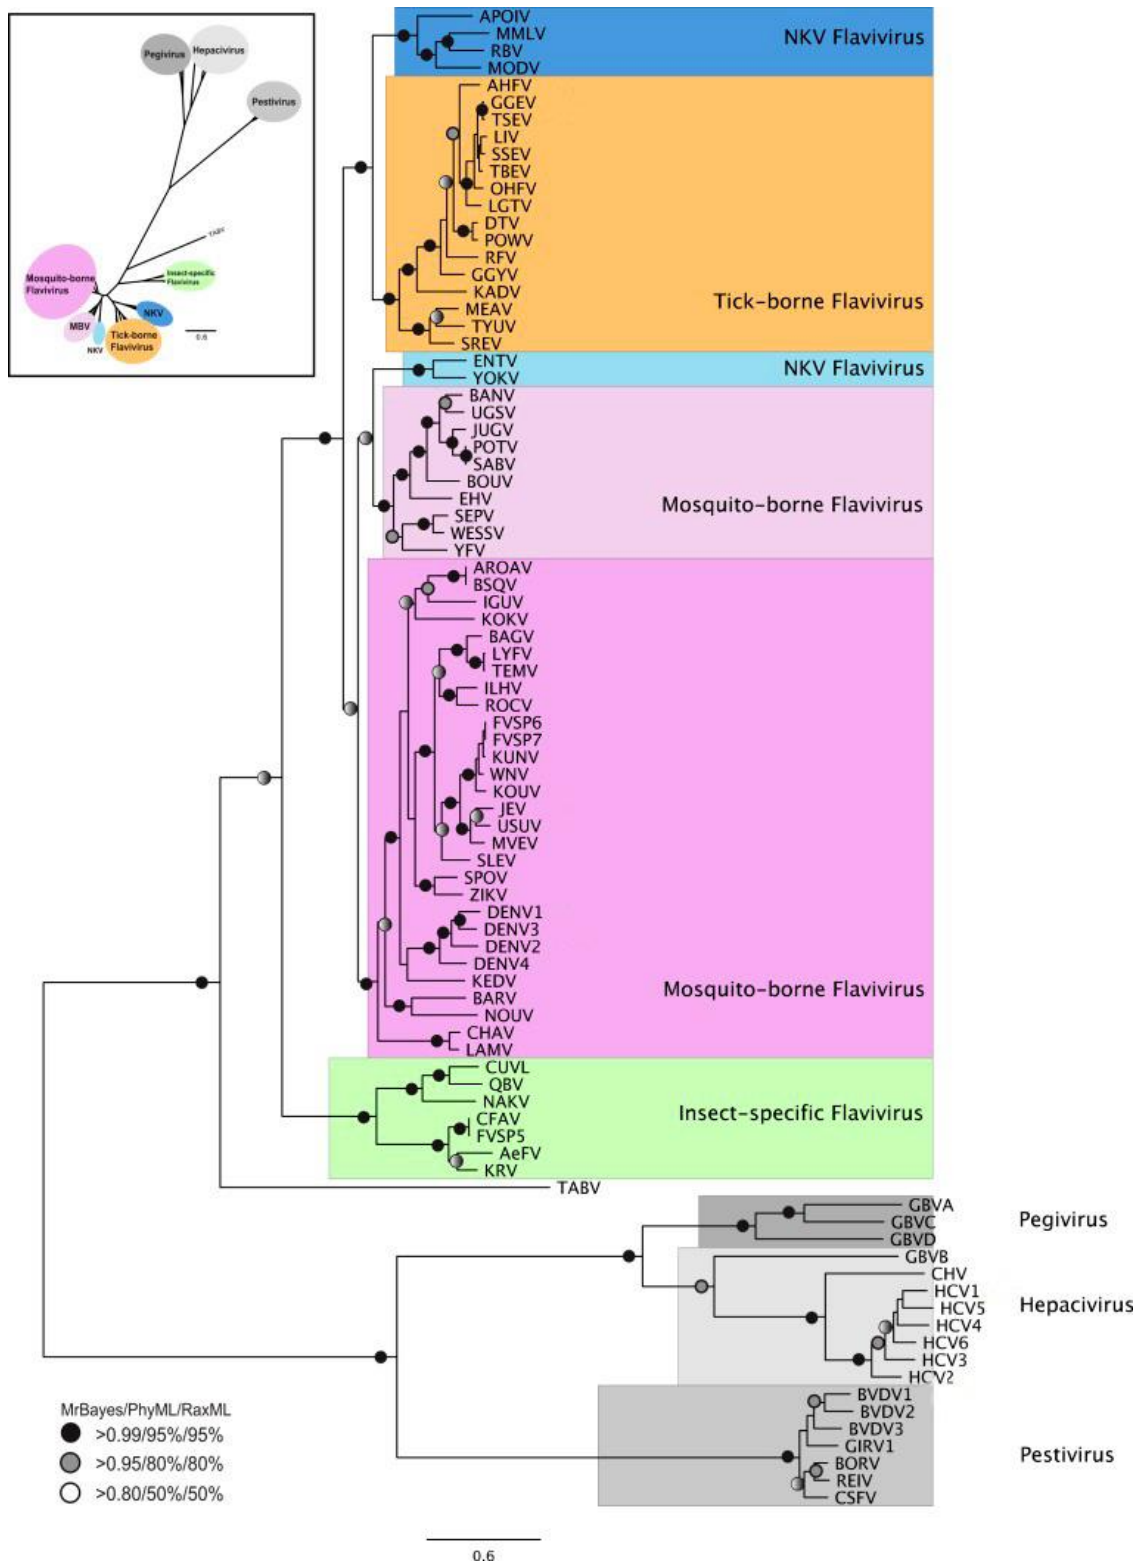 Pegivirus
Hepacivirus
Pestivirus
TABV
Insect-specific
Flavivirus
Mosquito-borne
Flavivirus
MBV
NKV
NKV
Tick-borne
Flavivirus
0.6
APOIV
MMLV
RBV
MODV
NKV Flavivirus
AHFV
GGEV
TSEV
LIV
SSEV
TBEV
OHFV
LGTV
DTV
POWV
RFV
GGYV
KADV
MEAV
TYUV
SREV
Tick-borne Flavivirus
ENTV
YOKV
NKV Flavivirus
BANV
UGSV
JUGV
POTV
SABV
BOUV
EHV
SEPV
WESSV
YFV
Mosquito-borne Flavivirus
AROAV
BSQV
IGUV
KOKV
BAGV
LYFV
TEMV
ILHV
ROCV
FVSP6
FVSP7
KUNV
WNV
KOUV
JEV
USUV
MVEV
SLEV
SPOV
ZIKV
DENV1
DENV3
DENV2
DENV4
KEDV
BARV
NOUV
CHAV
LAMV
Mosquito-borne Flavivirus
CUVL
QBV
NAKV
CFAV
FVSP5
AeFV
KRV
Insect-specific Flavivirus
TABV
GBVA
GBVC
GBVD
Pegivirus
GBVB
CHV
HCV1
HCV5
HCV4
HCV6
HCV3
HCV2
Hepacivirus
BVDV1
BVDV2
BVDV3
GIRV1
BORV
REIV
CSFV
Pestivirus
MrBayes/PhyML/RaxML
>0.99/95%/95%
>0.95/80%/80%
>0.80/50%/50%
0.6